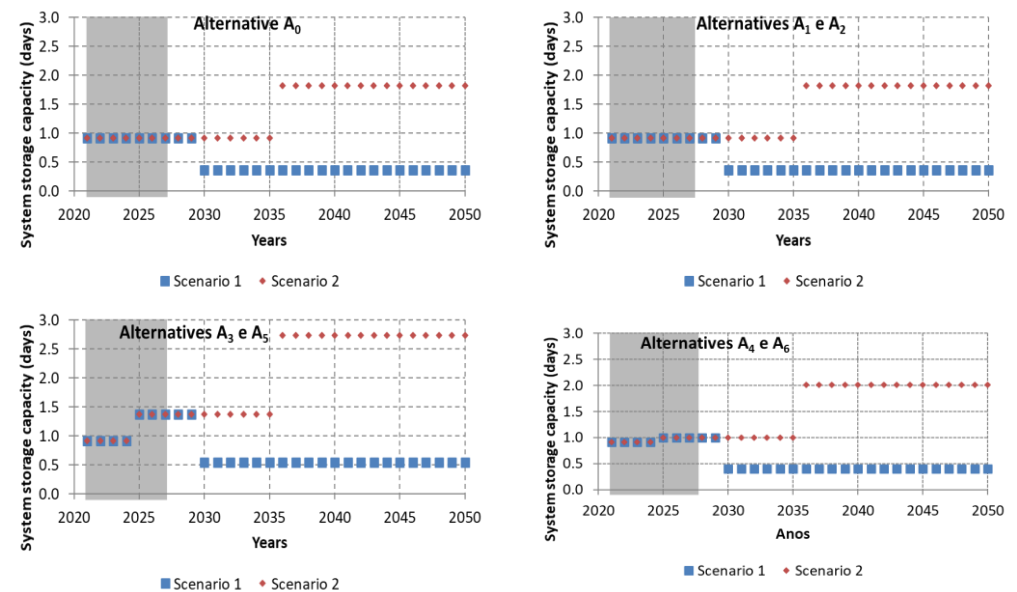 Alternative A0
System storage capacity (days)
3.0
2.5
2.0
1.5
1.0
0.5
0.0
2020 2025 2030 2035 2040 2045 2050
Years
Scenario 1 Scenario 2
Alternatives A1 e A2
System storage capacity (days)
3.0
2.5
2.0
1.5
1.0
0.5
0.0
2020 2025 2030 2035 2040 2045 2050
Years
Scenario 1 Scenario 2
Alternatives A3 e A5
System storage capacity (days)
3.0
2.5
2.0
1.5
1.0
0.5
0.0
2020 2025 2030 2035 2040 2045 2050
Years
Scenario 1 Scenario 2
Alternatives A4 e A6
System storage capacity (days)
3.0
2.5
2.0
1.5
1.0
0.5
0.0
2020 2025 2030 2035 2040 2045 2050
Anos
Scenario 1 Scenario 2